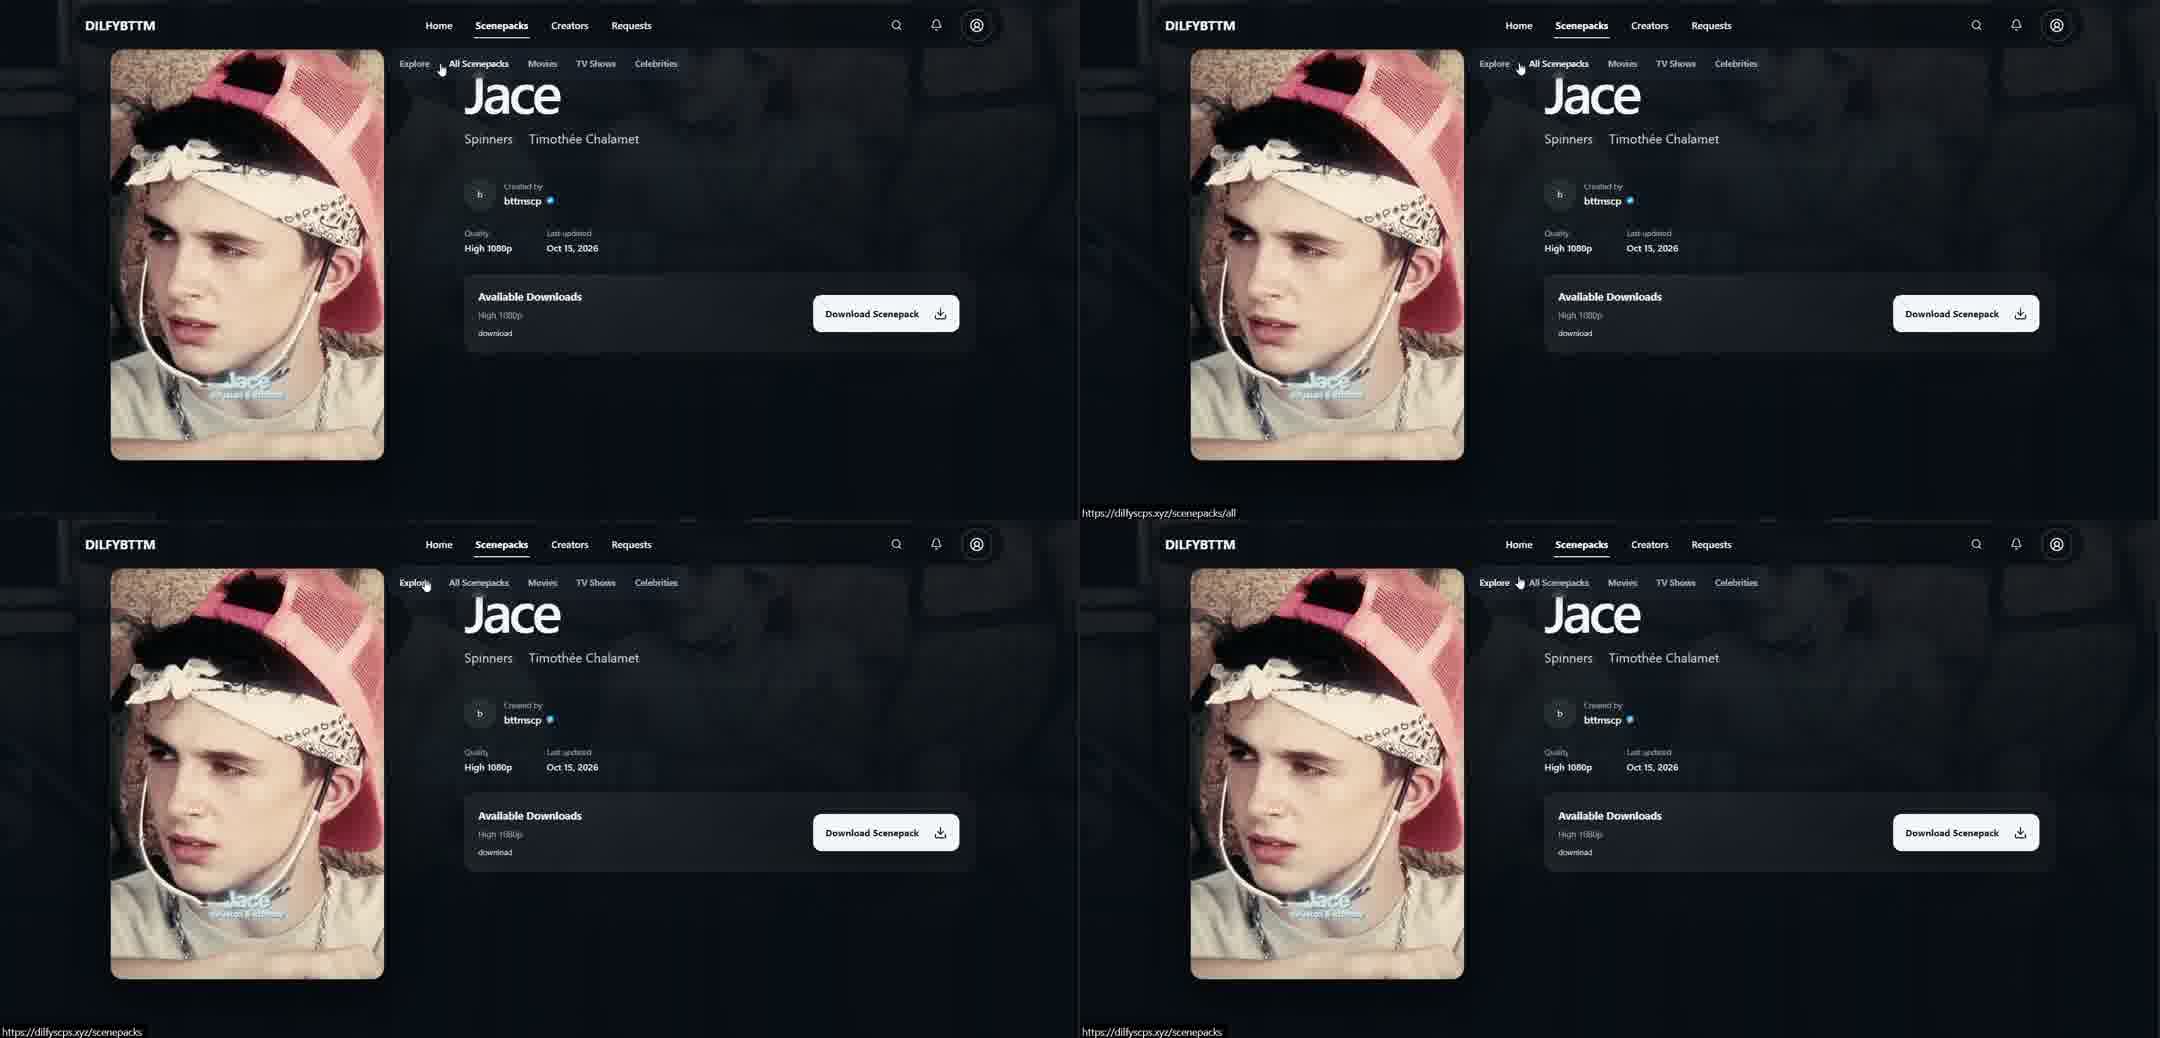 DILFYBTTM Home Scenepacks Creators Requests
Explore All Scenepacks Movies TV Shows Celebrities
Jace
Spinners Timothée Chalamet
b
Created by
bttmscp
Quality Last updated
High 1080p Oct 15, 2026
Available Downloads
High 1080p
download
Download Scenepack
Jace
DILFYBTTM Home Scenepacks Creators Requests
Explore All Scenepacks Movies TV Shows Celebrities
Jace
Spinners Timothée Chalamet
b
Created by
bttmscp
Quality Last updated
High 1080p Oct 15, 2026
Available Downloads
High 1080p
download
Download Scenepack
Jace
https://dilfyscps.xyz/scenepacks/all
DILFYBTTM Home Scenepacks Creators Requests
Explore All Scenepacks Movies TV Shows Celebrities
Jace
Spinners Timothée Chalamet
b
Created by
bttmscp
Quality Last updated
High 1080p Oct 15, 2026
Available Downloads
High 1080p
download
Download Scenepack
Jace
https://dilfyscps.xyz/scenepacks
DILFYBTTM Home Scenepacks Creators Requests
Explore All Scenepacks Movies TV Shows Celebrities
Jace
Spinners Timothée Chalamet
b
Created by
bttmscp
Quality Last updated
High 1080p Oct 15, 2026
Available Downloads
High 1080p
download
Download Scenepack
Jace
https://dilfyscps.xyz/scenepacks